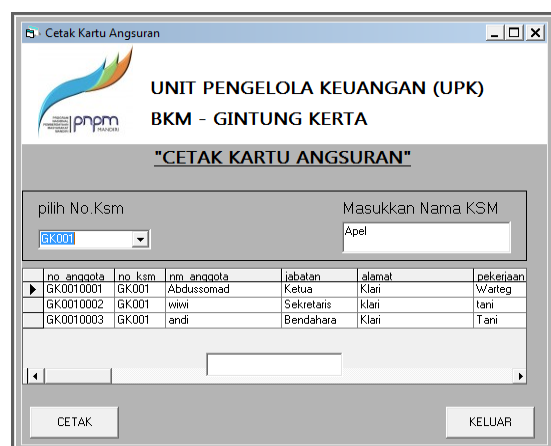 Cetak Kartu Angsuran
UNIT PENGELOLA KEUANGAN (UPK)
BKM - GINTUNG KERTA
pnpm
MANDIRI
"CETAK KARTU ANGSURAN"
pilih No.Ksm
Masukkan Nama KSM
GK001
Apel
no_anggota no_ksm nm_anggota jabatan alamat pekerjaan
GK0010001 GK001 Abdussomad Ketua Klari Warteg
GK0010002 GK001 wiwi Sekretaris klari tani
GK0010003 GK001 andi Bendahara Klari Tani
CETAK
KELUAR